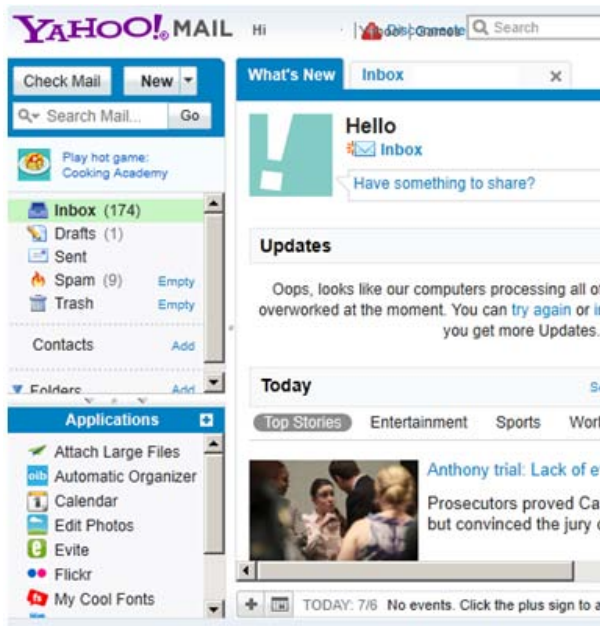 YAHOO! MAIL
Hi
Disconnected
Search
Check Mail
New
Search Mail...
Go
Play hot game:
Cooking Academy
Inbox (174)
Drafts (1)
Sent
Spam (9) Empty
Trash Empty
Contacts Add
Folders Add
Applications
Attach Large Files
oib Automatic Organizer
1 Calendar
Edit Photos
e Evite
Flickr
My Cool Fonts
What's New
Inbox
Hello
Inbox
Have something to share?
Updates
Oops, looks like our computers processing all
overworked at the moment. You can try again or
you get more Updates.
Today
Top Stories Entertainment Sports
Anthony trial: Lack of
Prosecutors proved
but convinced the jury
TODAY: 7/6 No events. Click the plus sign to